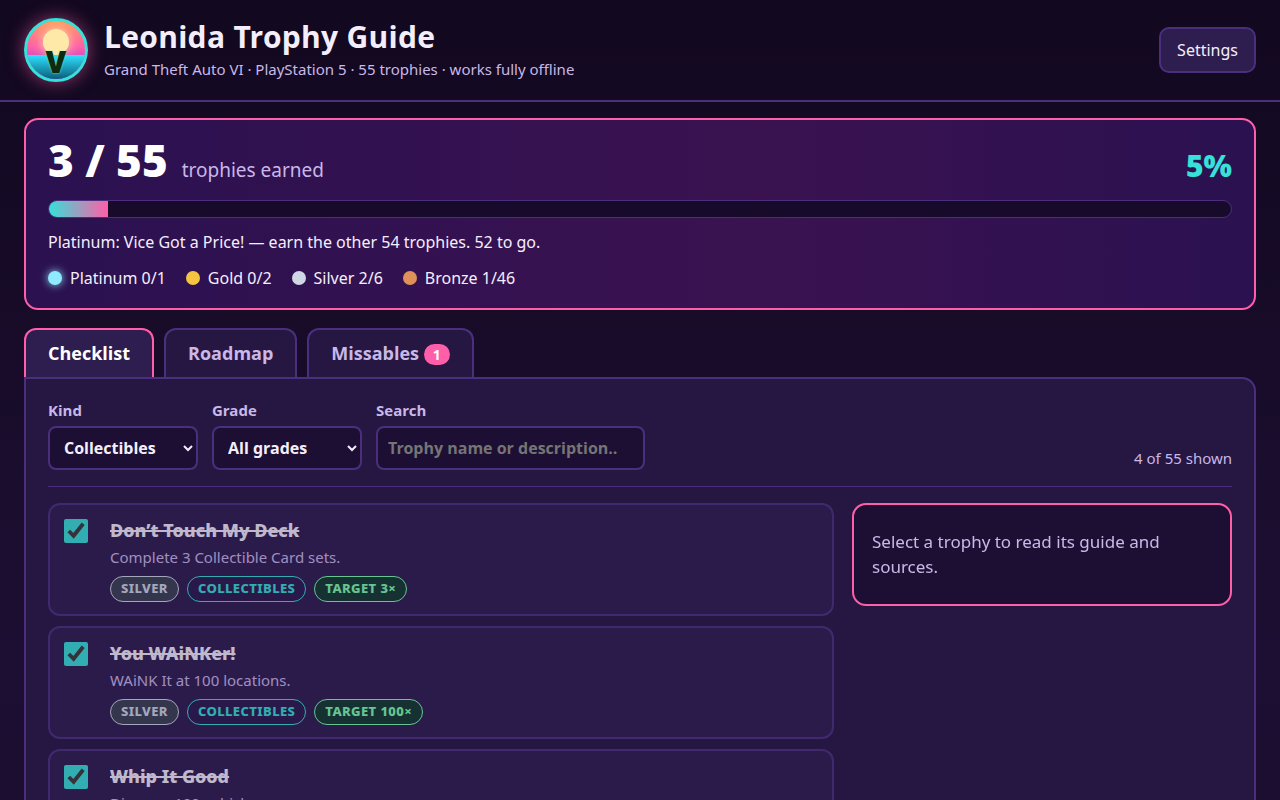 V
Leonida Trophy Guide
Grand Theft Auto VI · PlayStation 5 · 55 trophies · works fully offline
Settings
3 / 55 trophies earned
5%
Platinum: Vice Got a Price! — earn the other 54 trophies. 52 to go.
Platinum 0/1 Gold 0/2 Silver 2/6 Bronze 1/46
Checklist Roadmap Missables 1
Kind Grade Search
Collectibles All grades Trophy name or description..
4 of 55 shown
Don’t Touch My Deck
Complete 3 Collectible Card sets.
SILVER COLLECTIBLES TARGET 3×
Select a trophy to read its guide and
sources.
You WAiNKer!
WAiNK It at 100 locations.
SILVER COLLECTIBLES TARGET 100×
Whip It Good